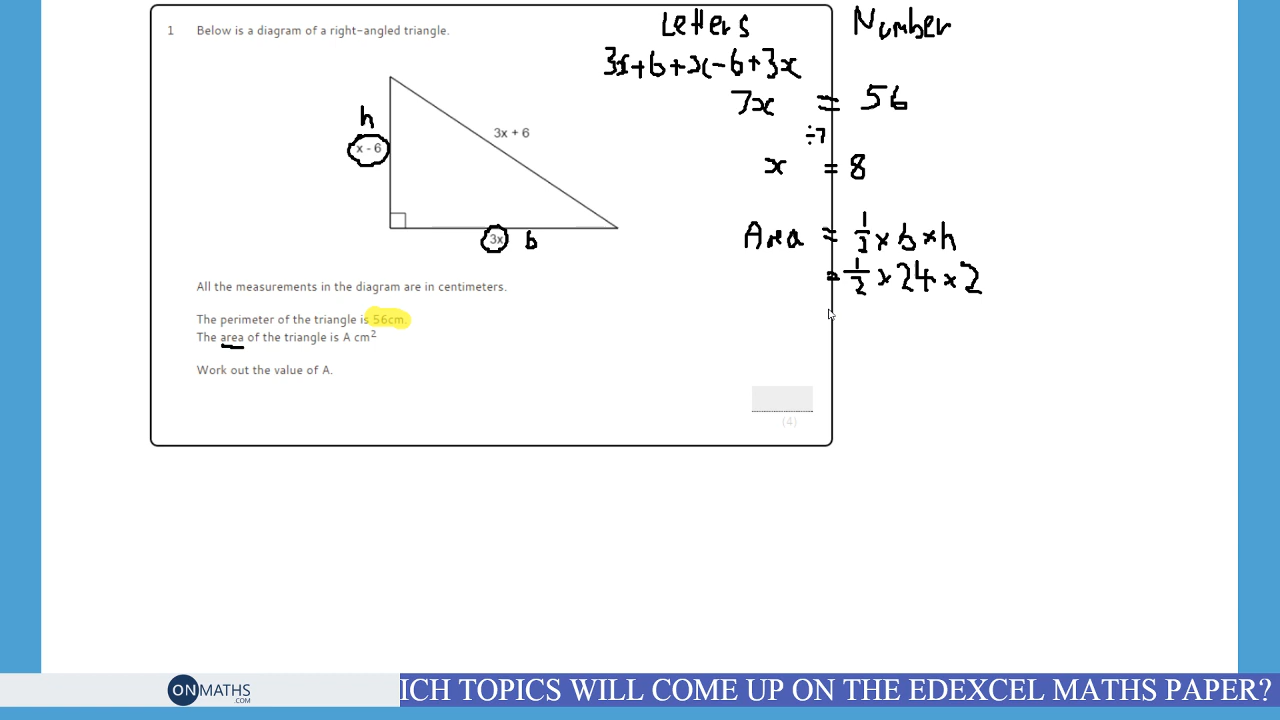 1 Below is a diagram of a right-angled triangle.
h
x - 6
3x + 6
3x b
All the measurements in the diagram are in centimeters.
The perimeter of the triangle is 56cm.
The area of the triangle is A cm²
Work out the value of A.
(4)
Letters Number
3x+6+x-6+3x
7x = 56
÷7
x = 8
Area = ½ × b × h
= ½ × 24 × 2
ONMATHS
.COM
ICH TOPICS WILL COME UP ON THE EDEXCEL MATHS PAPER?